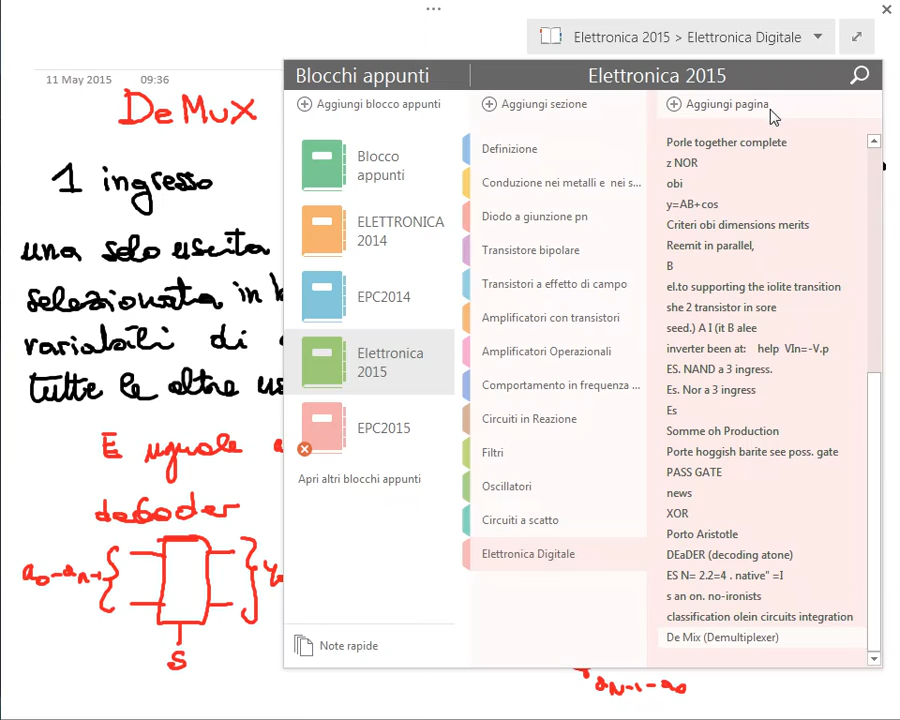 Elettronica 2015 > Elettronica Digitale
11 May 2015 09:36
DeMuX
1 ingresso
una solo uscita
selezionata in
variabili di
tutte le altre
E uguale
decoder
S
Blocchi appunti
Elettronica 2015
Aggiungi blocco appunti
Blocco
appunti
ELETTRONICA
2014
EPC2014
Elettronica
2015
EPC2015
Apri altri blocchi appunti
Note rapide
Aggiungi sezione
Definizione
Conduzione nei metalli e nei s...
Diodo a giunzione pn
Transistore bipolare
Transistori a effetto di campo
Amplificatori con transistori
Amplificatori Operazionali
Comportamento in frequenza ...
Circuiti in Reazione
Filtri
Oscillatori
Circuiti a scatto
Elettronica Digitale
Aggiungi pagina
Porle together complete
z NOR
obi
y=AB+cos
Criteri obi dimensions merits
Reemit in parallel,
B
el.to supporting the iolite transition
she 2 transistor in sore
seed.) A I (it B alee
inverter been at: help VIn=-V.p
ES. NAND a 3 ingress.
Es. Nor a 3 ingress
Es
Somme oh Production
Porte hoggish barite see poss. gate
PASS GATE
news
XOR
Porto Aristotle
DEaDER (decoding atone)
ES N= 2.2=4 . native" =I
s an on. no-ironists
classification olein circuits integration
De Mix (Demultiplexer)